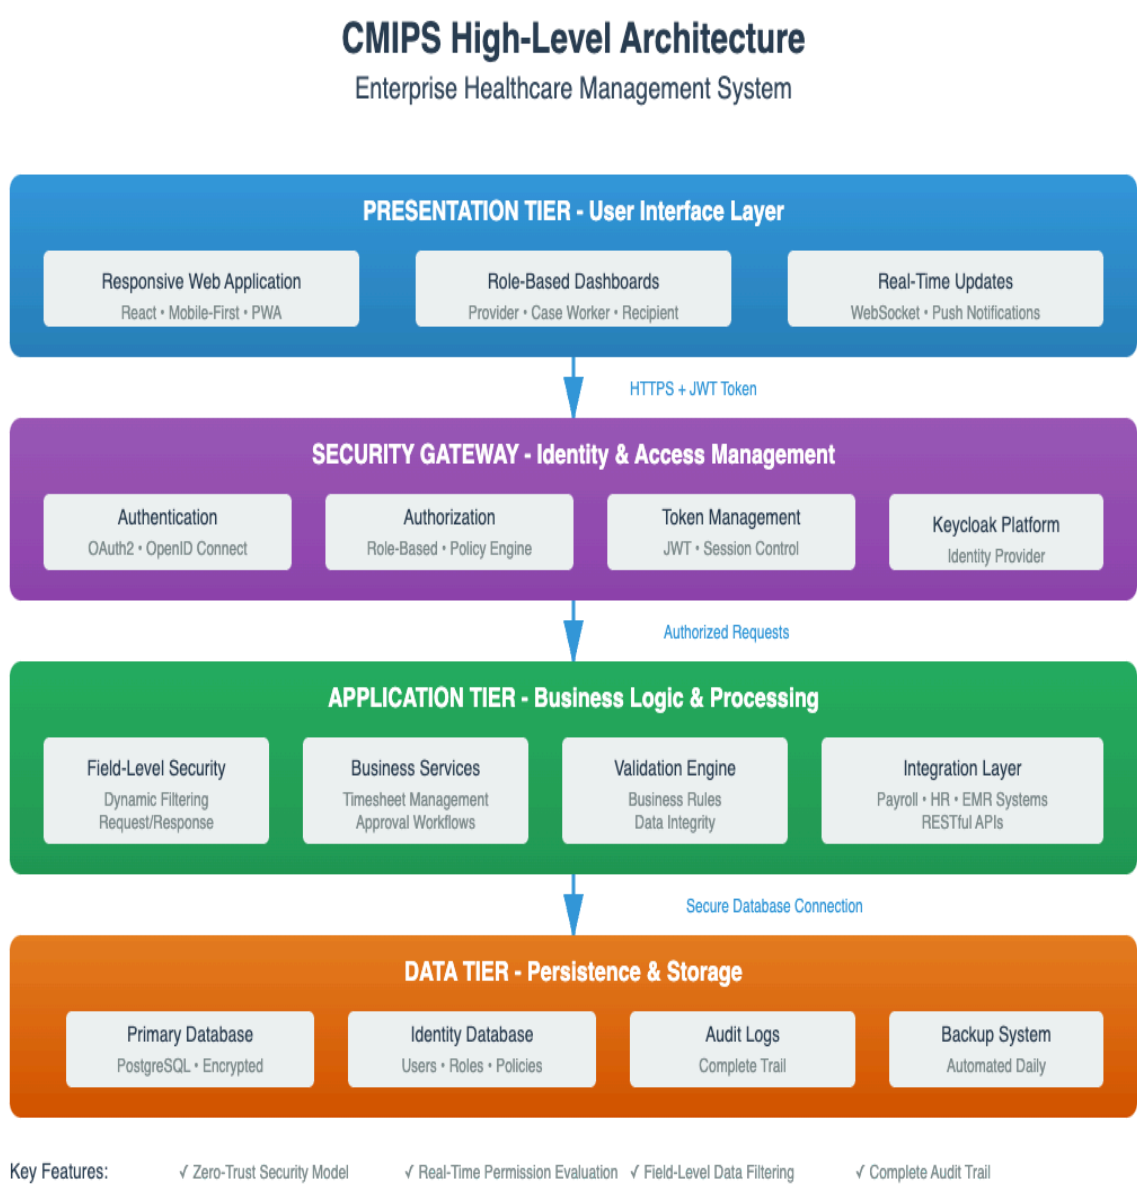 CMIPS High-Level Architecture
Enterprise Healthcare Management System
PRESENTATION TIER - User Interface Layer
Responsive Web Application
React • Mobile-First • PWA
Role-Based Dashboards
Provider • Case Worker • Recipient
Real-Time Updates
WebSocket • Push Notifications
HTTPS + JWT Token
SECURITY GATEWAY - Identity & Access Management
Authentication
OAuth2 • OpenID Connect
Authorization
Role-Based • Policy Engine
Token Management
JWT • Session Control
Keycloak Platform
Identity Provider
Authorized Requests
APPLICATION TIER - Business Logic & Processing
Field-Level Security
Dynamic Filtering
Request/Response
Business Services
Timesheet Management
Approval Workflows
Validation Engine
Business Rules
Data Integrity
Integration Layer
Payroll • HR • EMR Systems
RESTful APIs
Secure Database Connection
DATA TIER - Persistence & Storage
Primary Database
PostgreSQL • Encrypted
Identity Database
Users • Roles • Policies
Audit Logs
Complete Trail
Backup System
Automated Daily
Key Features: ✓ Zero-Trust Security Model ✓ Real-Time Permission Evaluation ✓ Field-Level Data Filtering ✓ Complete Audit Trail